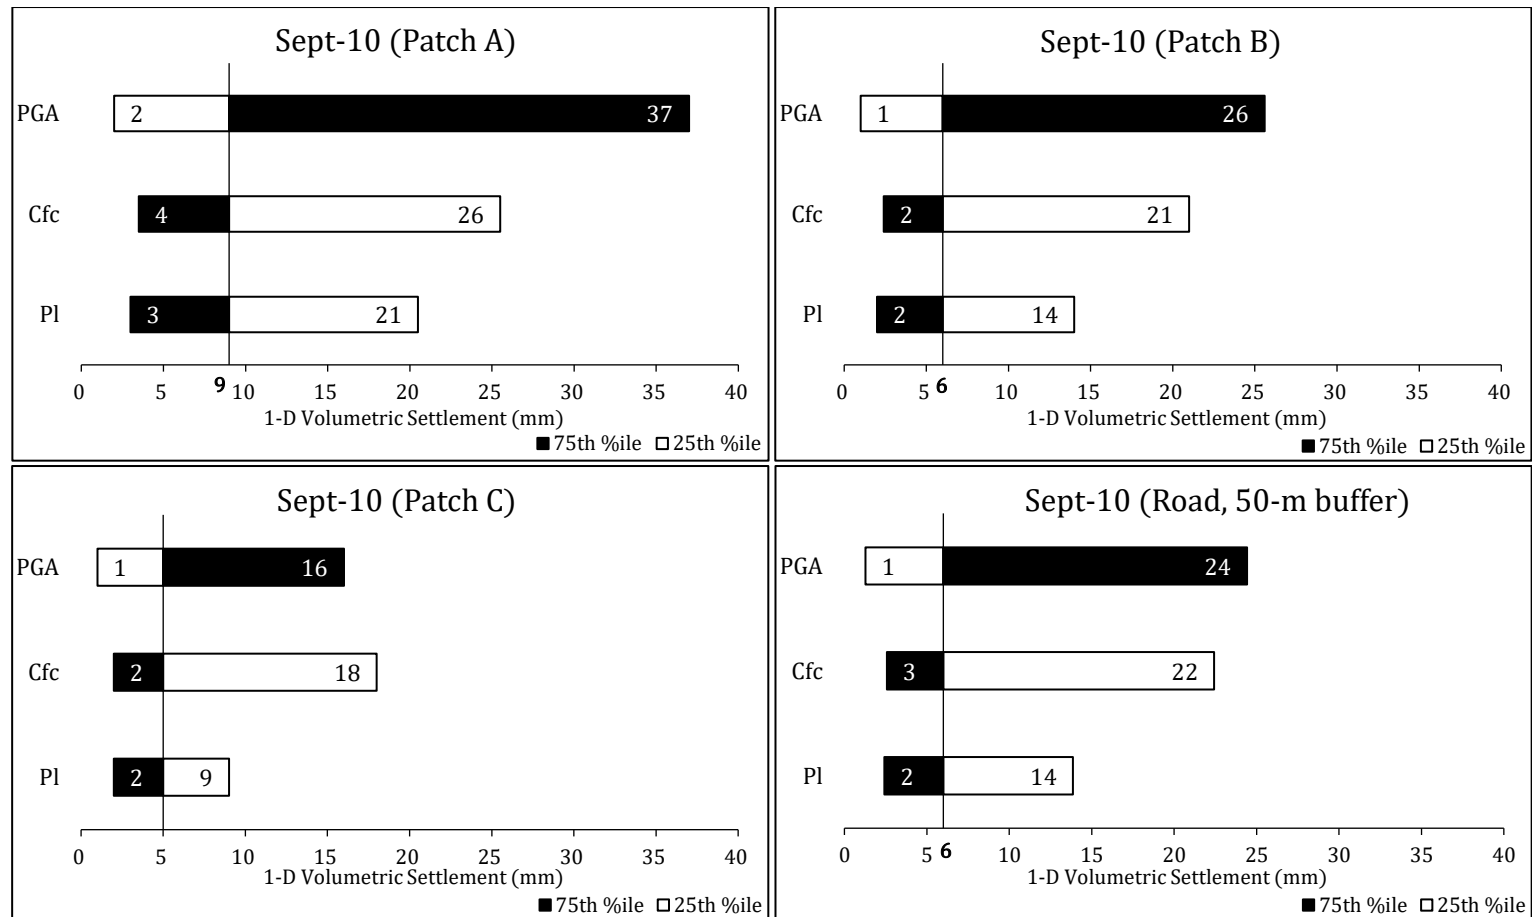 Sept-10 (Patch A)
PGA 2 37
Cfc 4 26
Pl 3 21
0 5 9 10 15 20 25 30 35 40
1-D Volumetric Settlement (mm)
75th %ile 25th %ile
Sept-10 (Patch B)
PGA 1 26
Cfc 2 21
Pl 2 14
0 5 6 10 15 20 25 30 35 40
1-D Volumetric Settlement (mm)
75th %ile 25th %ile
Sept-10 (Patch C)
PGA 1 16
Cfc 2 18
Pl 2 9
0 5 10 15 20 25 30 35 40
1-D Volumetric Settlement (mm)
75th %ile 25th %ile
Sept-10 (Road, 50-m buffer)
PGA 1 24
Cfc 3 22
Pl 2 14
0 5 6 10 15 20 25 30 35 40
1-D Volumetric Settlement (mm)
75th %ile 25th %ile